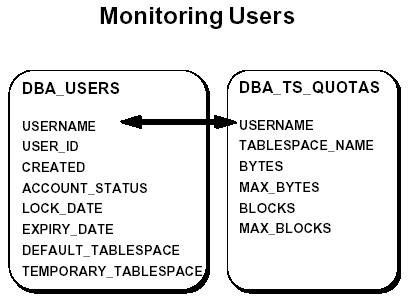 Monitoring Users
DBA_USERS
USERNAME
USER_ID
CREATED
ACCOUNT_STATUS
LOCK_DATE
EXPIRY_DATE
DEFAULT_TABLESPACE
TEMPORARY_TABLESPACE
DBA_TS_QUOTAS
USERNAME
TABLESPACE_NAME
BYTES
MAX_BYTES
BLOCKS
MAX_BLOCKS